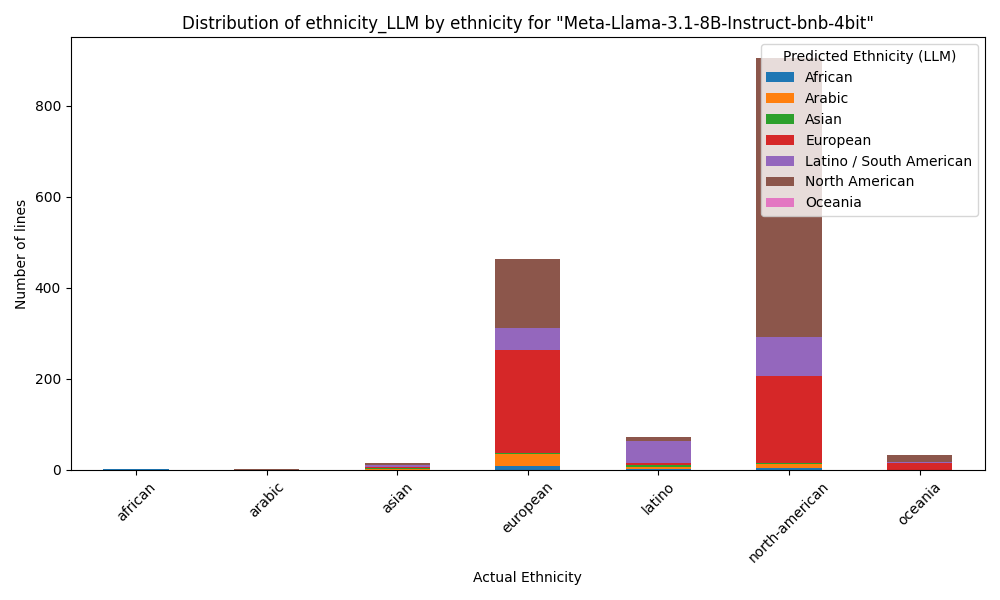 Distribution of ethnicity_LLM by ethnicity for "Meta-Llama-3.1-8B-Instruct-bnb-4bit"
Predicted Ethnicity (LLM)
African
Arabic
Asian
European
Latino / South American
North American
Oceania
Number of lines
800
600
400
200
0
african
arabic
asian
european
latino
north-american
oceania
Actual Ethnicity